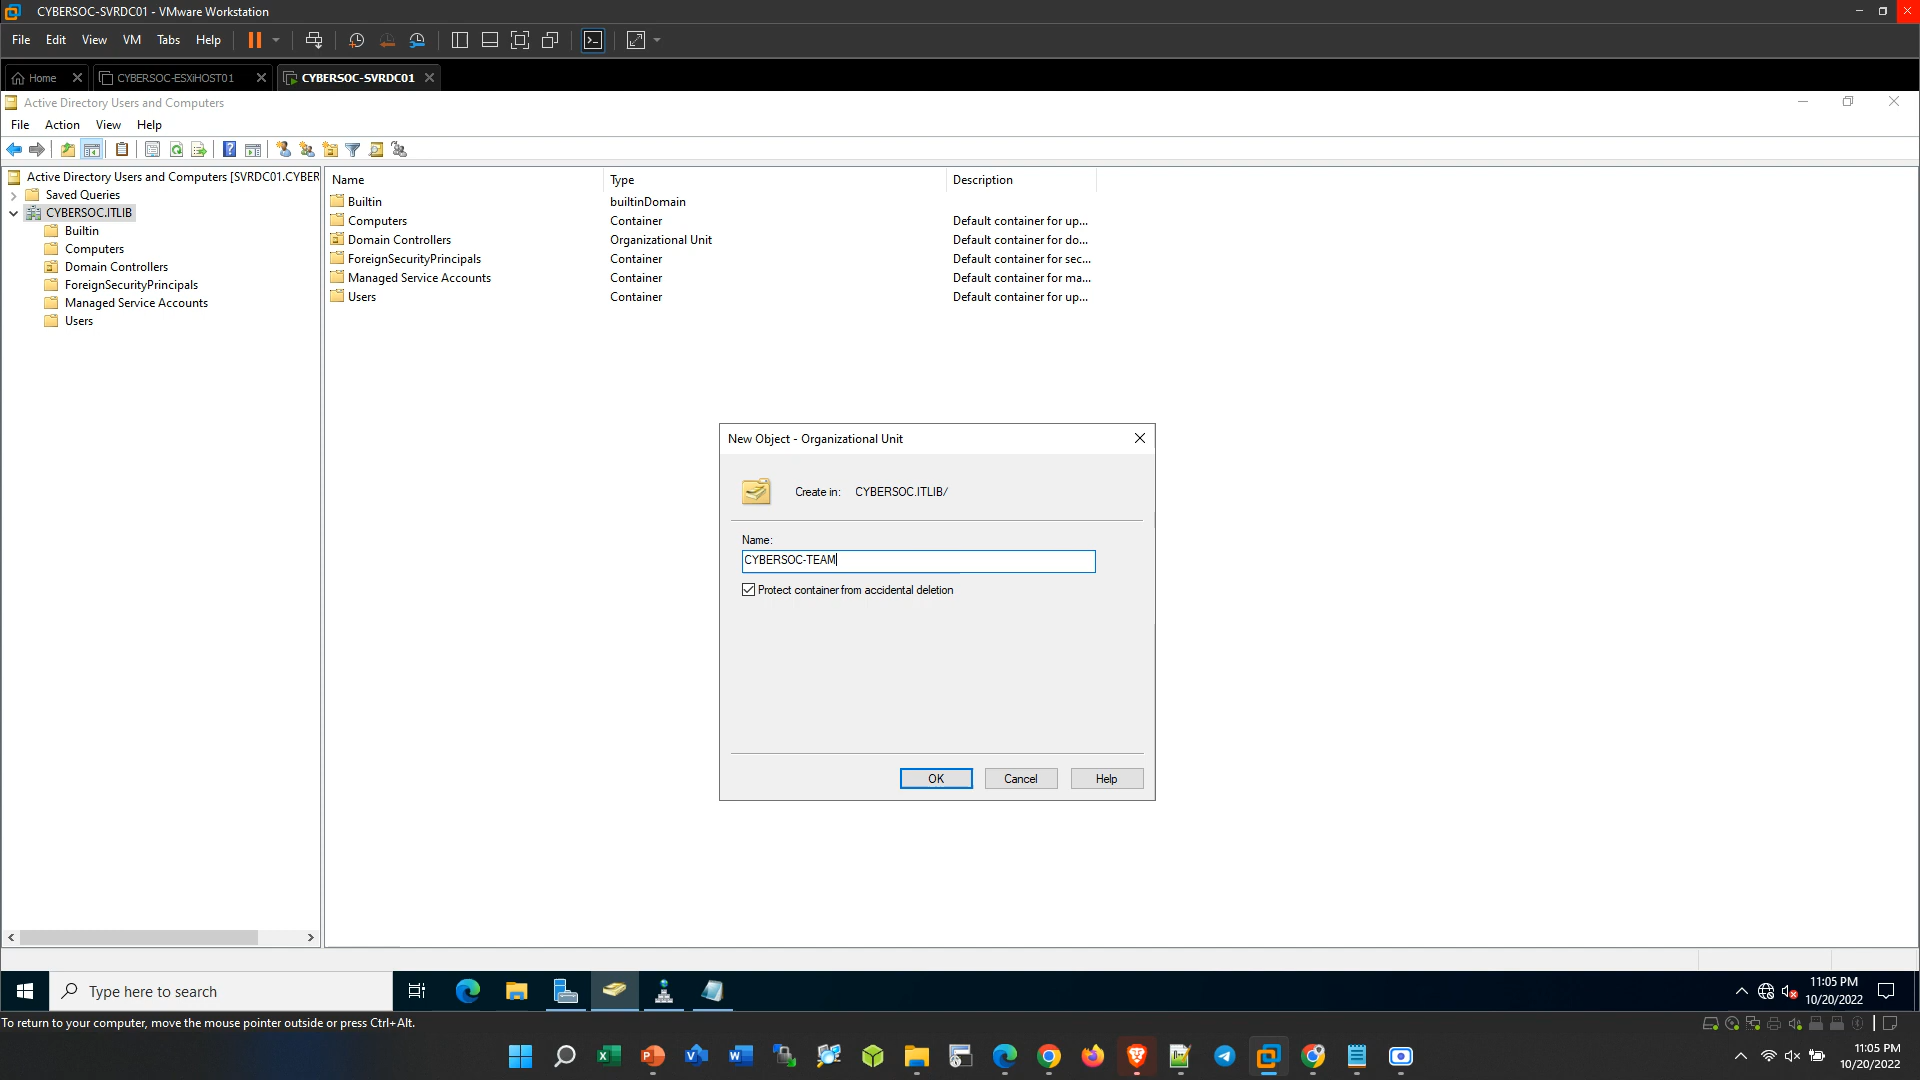 CYBERSOC-SVRDC01 - VMware Workstation
File Edit View VM Tabs Help
Home CYBERSOC-ESXiHOST01 CYBERSOC-SVRDC01
Active Directory Users and Computers
File Action View Help
Active Directory Users and Computers [SVRDC01.CYBER
Saved Queries
CYBERSOC.ITLIB
Builtin
Computers
Domain Controllers
ForeignSecurityPrincipals
Managed Service Accounts
Users
Name Type Description
Builtin builtinDomain
Computers Container Default container for up...
Domain Controllers Organizational Unit Default container for do...
ForeignSecurityPrincipals Container Default container for sec...
Managed Service Accounts Container Default container for ma...
Users Container Default container for up...
New Object - Organizational Unit
Create in: CYBERSOC.ITLIB/
Name:
CYBERSOC-TEAM
Protect container from accidental deletion
OK Cancel Help
Type here to search
11:05 PM
10/20/2022
To return to your computer, move the mouse pointer outside or press Ctrl+Alt.
11:05 PM
10/20/2022